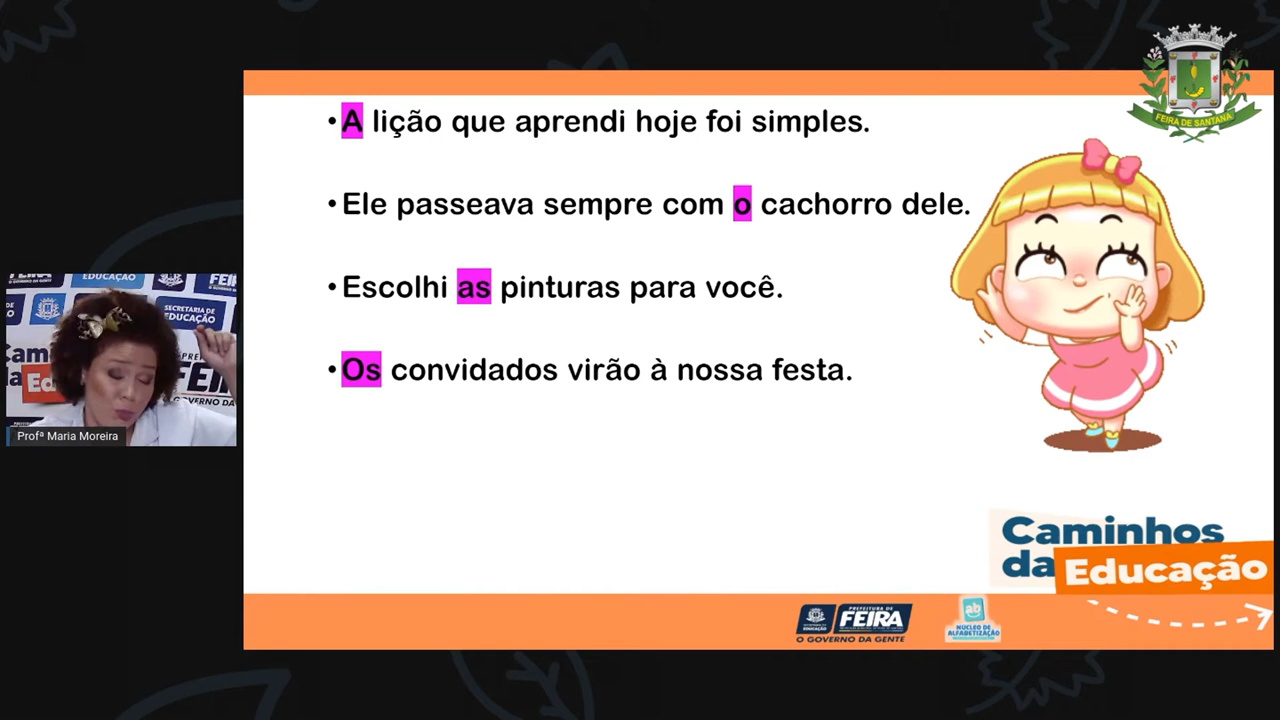 FEIRA DE SANTANA
• A lição que aprendi hoje foi simples.
• Ele passeava sempre com o cachorro dele.
• Escolhi as pinturas para você.
• Os convidados virão à nossa festa.
EDUCAÇÃO
SECRETARIA DE
EDUCAÇÃO
Profª Maria Moreira
Caminhos
da Educação
PREFEITURA DE
FEIRA
EDUCAÇÃO
O GOVERNO DA GENTE
NÚCLEO DE
ALFABETIZAÇÃO